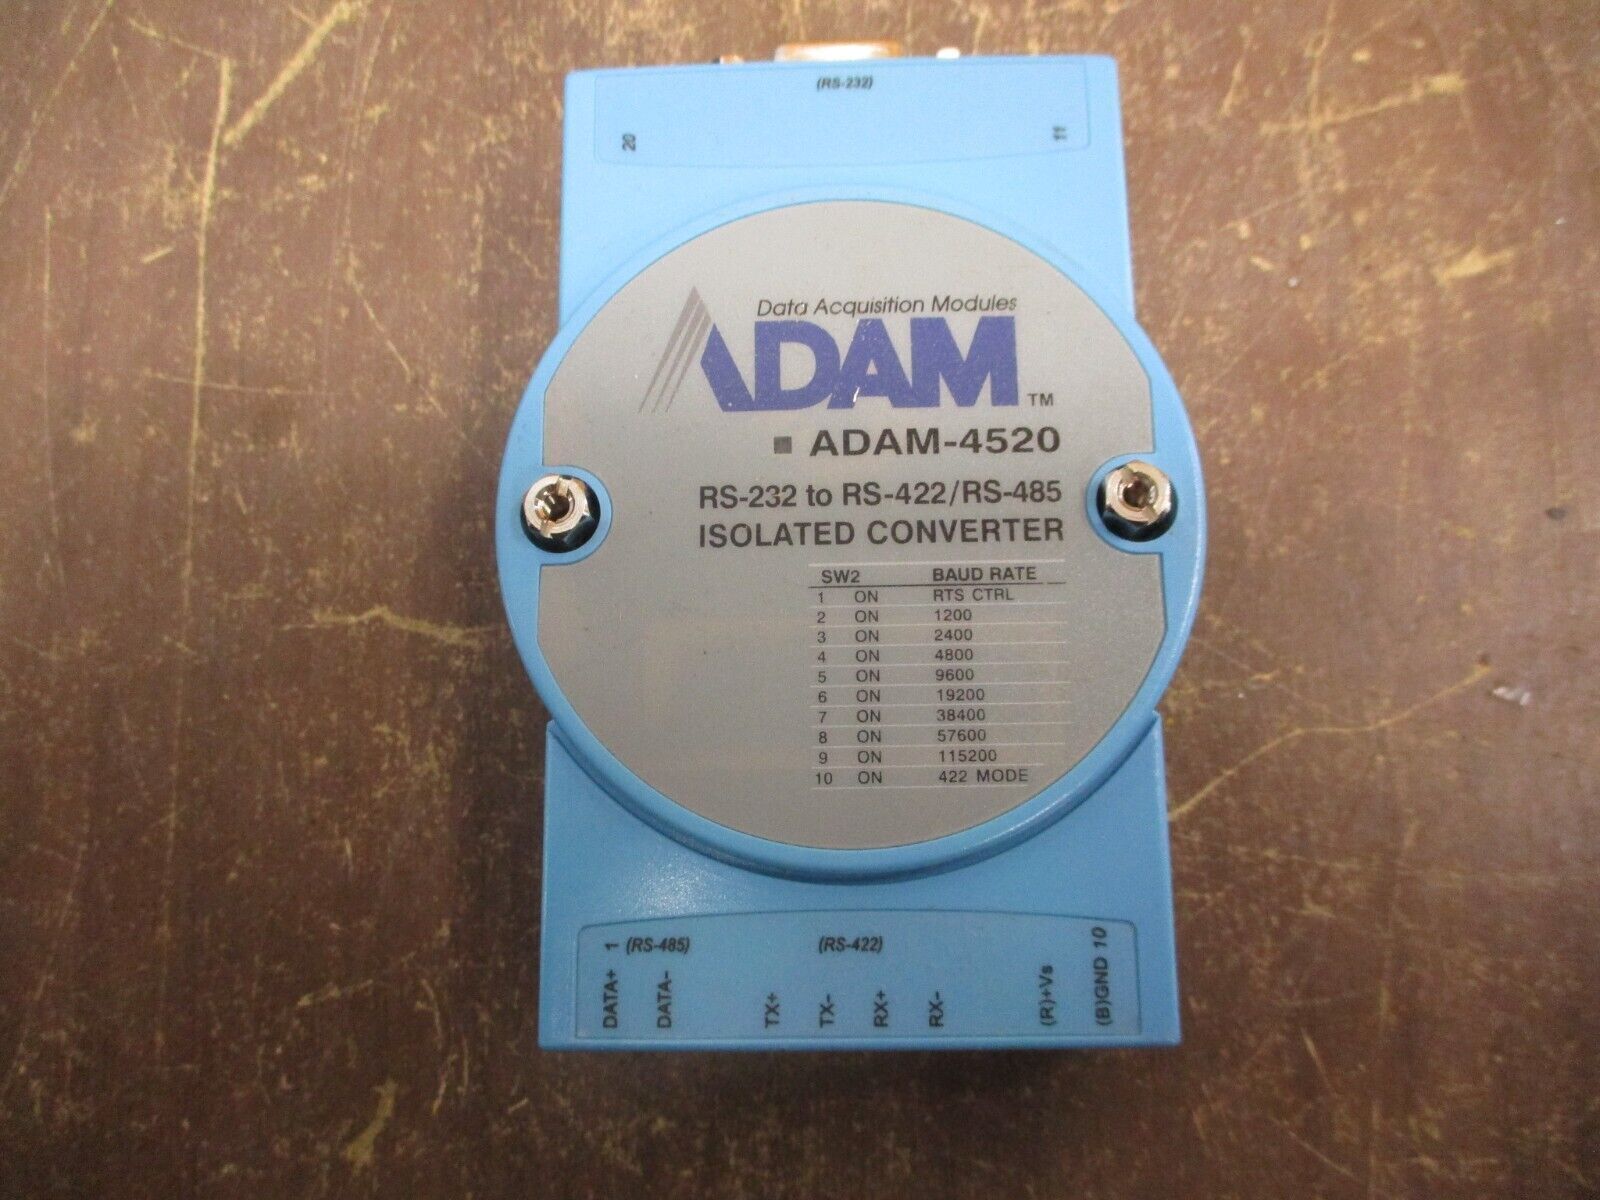 (RS-232)
20
11
Data Acquisition Modules
ADAM TM
■ ADAM-4520
RS-232 to RS-422/RS-485
ISOLATED CONVERTER
SW2 BAUD RATE
1 ON RTS CTRL
2 ON 1200
3 ON 2400
4 ON 4800
5 ON 9600
6 ON 19200
7 ON 38400
8 ON 57600
9 ON 115200
10 ON 422 MODE
1 (RS-485) (RS-422) 10
DATA+
DATA-
TX+
TX-
RX+
RX-
(R)+Vs
(B)GND